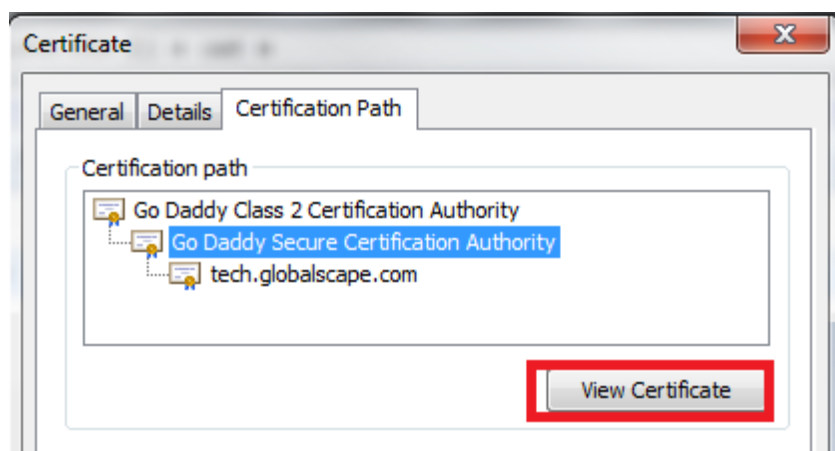 Certificate
General Details Certification Path
Certification path
Go Daddy Class 2 Certification Authority
Go Daddy Secure Certification Authority
tech.globalscape.com
View Certificate